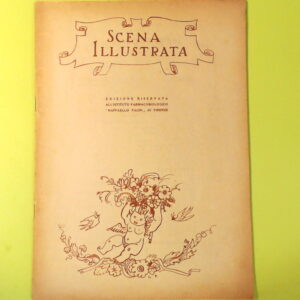 SCENA
ILLUSTRATA
EDIZIONE RISERVATA
ALL'ISTITUTO FARMACOBIOLOGICO
DI FIRENZE